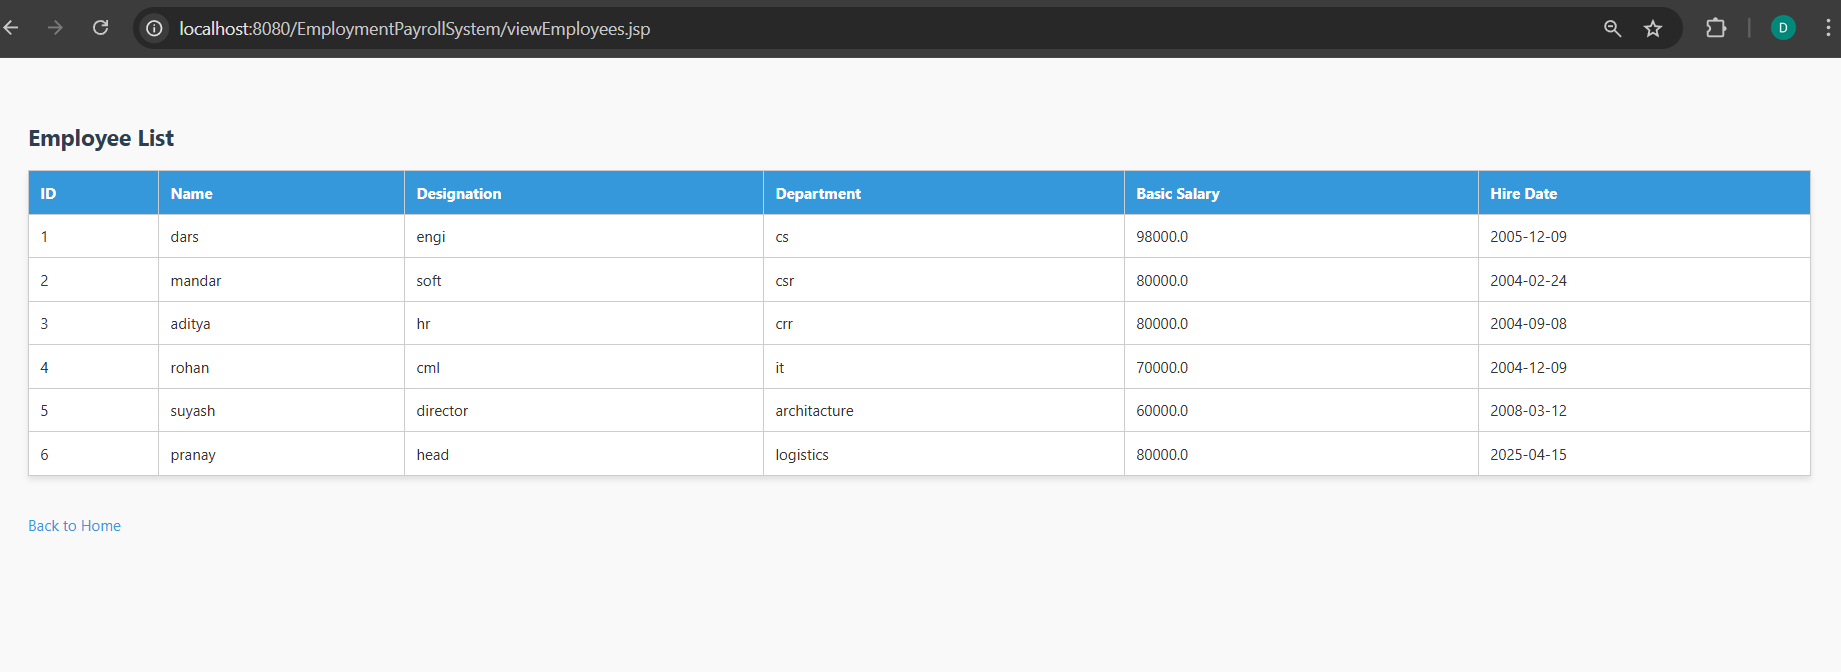 localhost:8080/EmploymentPayrollSystem/viewEmployees.jsp
D
Employee List
ID Name Designation Department Basic Salary Hire Date
1 dars engi cs 98000.0 2005-12-09
2 mandar soft csr 80000.0 2004-02-24
3 aditya hr crr 80000.0 2004-09-08
4 rohan cml it 70000.0 2004-12-09
5 suyash director architacture 60000.0 2008-03-12
6 pranay head logistics 80000.0 2025-04-15
Back to Home